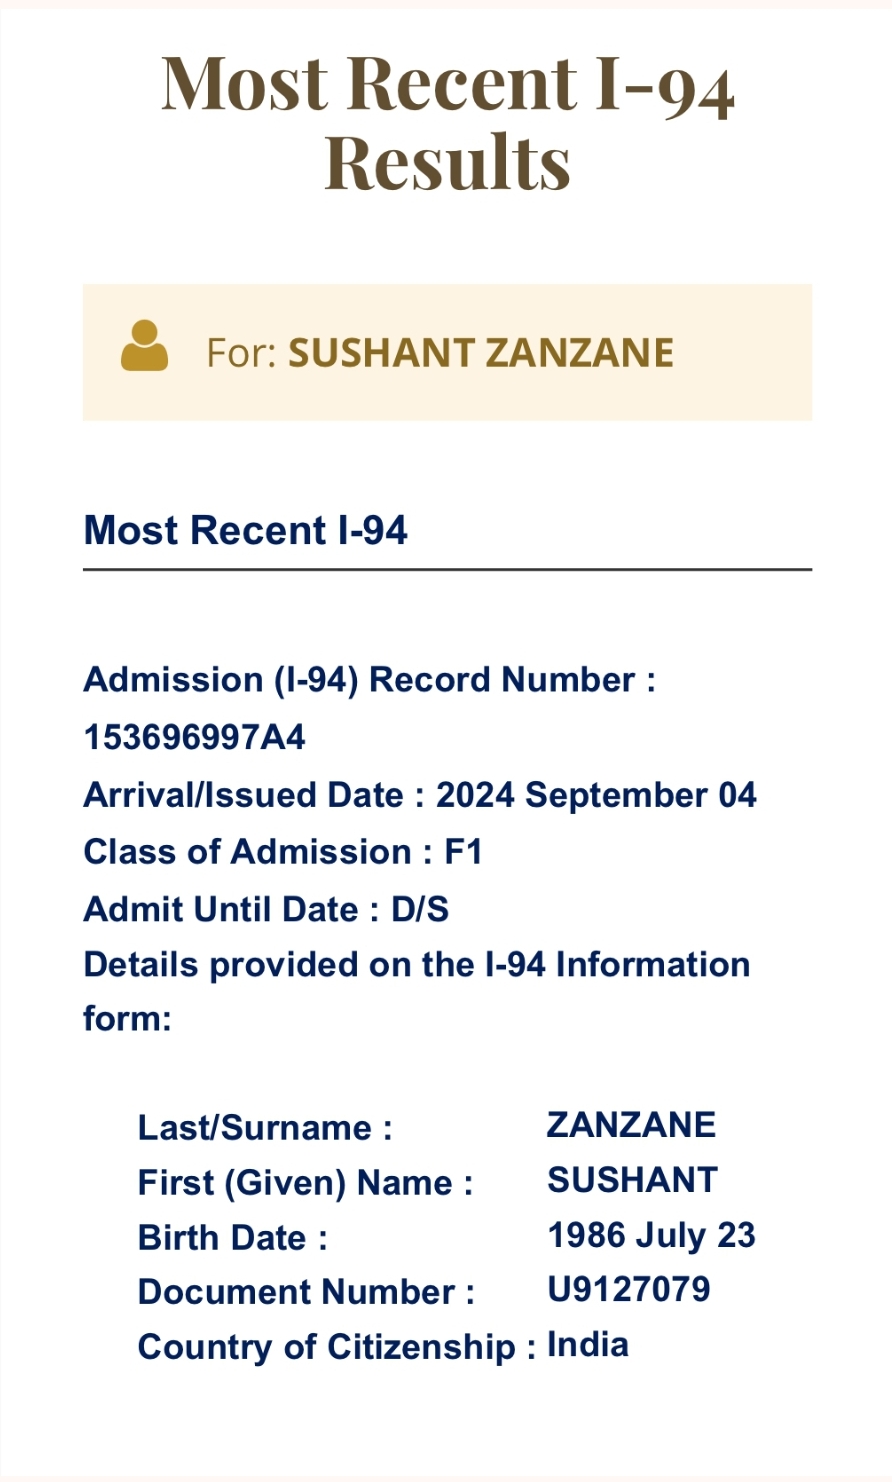 Most Recent I-94
Results
For: SUSHANT ZANZANE
Most Recent I-94
Admission (I-94) Record Number :
153696997A4
Arrival/Issued Date : 2024 September 04
Class of Admission : F1
Admit Until Date : D/S
Details provided on the I-94 Information
form:
Last/Surname : ZANZANE
First (Given) Name : SUSHANT
Birth Date : 1986 July 23
Document Number : U9127079
Country of Citizenship : India